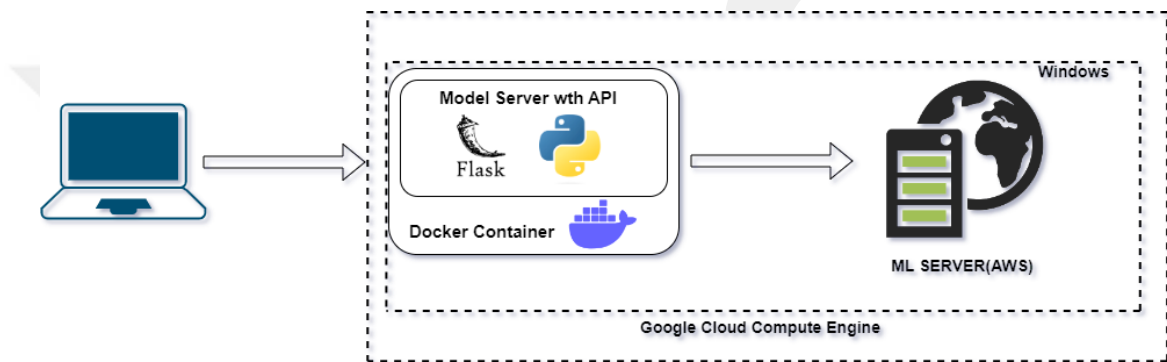 Windows
Model Server wth API
Flask
Docker Container
ML SERVER(AWS)
Google Cloud Compute Engine